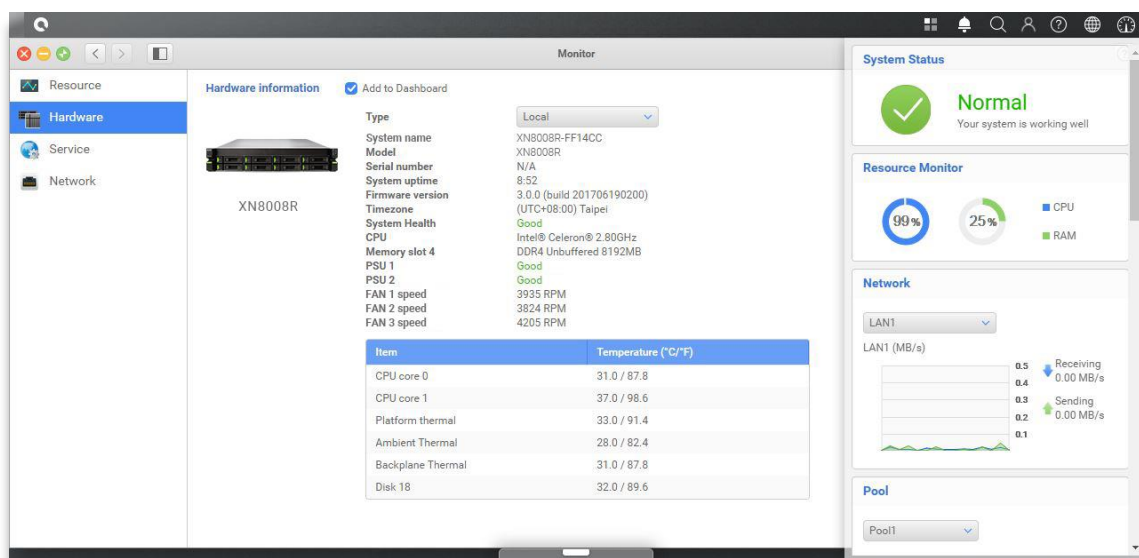 Monitor
Resource
Hardware
Service
Network
Hardware information
Add to Dashboard
XN8008R
Type Local
System name XN8008R-FF14CC
Model XN8008R
Serial number N/A
System uptime 8:52
Firmware version 3.0.0 (build 201706190200)
Timezone (UTC+08:00) Taipei
System Health Good
CPU Intel® Celeron® 2.80GHz
Memory slot 4 DDR4 Unbuffered 8192MB
PSU 1 Good
PSU 2 Good
FAN 1 speed 3935 RPM
FAN 2 speed 3824 RPM
FAN 3 speed 4205 RPM
Item Temperature (°C/°F)
CPU core 0 31.0 / 87.8
CPU core 1 37.0 / 98.6
Platform thermal 33.0 / 91.4
Ambient Thermal 28.0 / 82.4
Backplane Thermal 31.0 / 87.8
Disk 18 32.0 / 89.6
System Status
Normal
Your system is working well
Resource Monitor
99%
25%
CPU
RAM
Network
LAN1
LAN1 (MB/s)
0.5
0.4
0.3
0.2
0.1
Receiving
0.00 MB/s
Sending
0.00 MB/s
Pool
Pool1